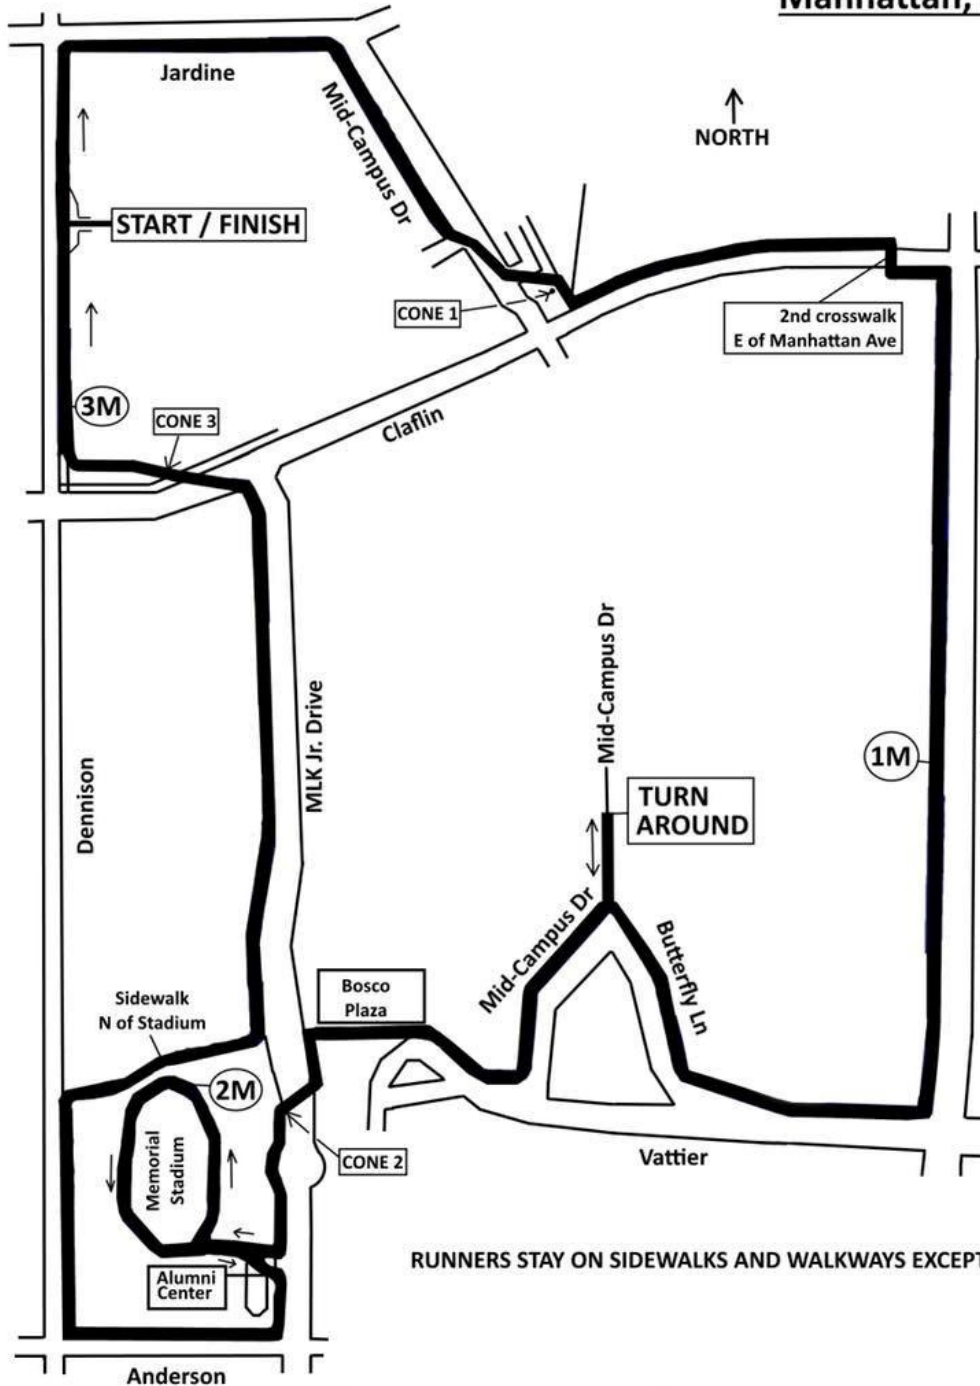 Manhattan,
Jardine
Mid-Campus Dr
NORTH
START / FINISH
CONE 1
2nd crosswalk
E of Manhattan Ave
3M
CONE 3
Claflin
Mid-Campus Dr
MLK Jr. Drive
1M
Dennison
TURN
AROUND
Mid-Campus Dr
Butterfly Ln
Bosco
Plaza
Sidewalk
N of Stadium
2M
Memorial
Stadium
CONE 2
Vattier
RUNNERS STAY ON SIDEWALKS AND WALKWAYS EXCEPT
Alumni
Center
Anderson